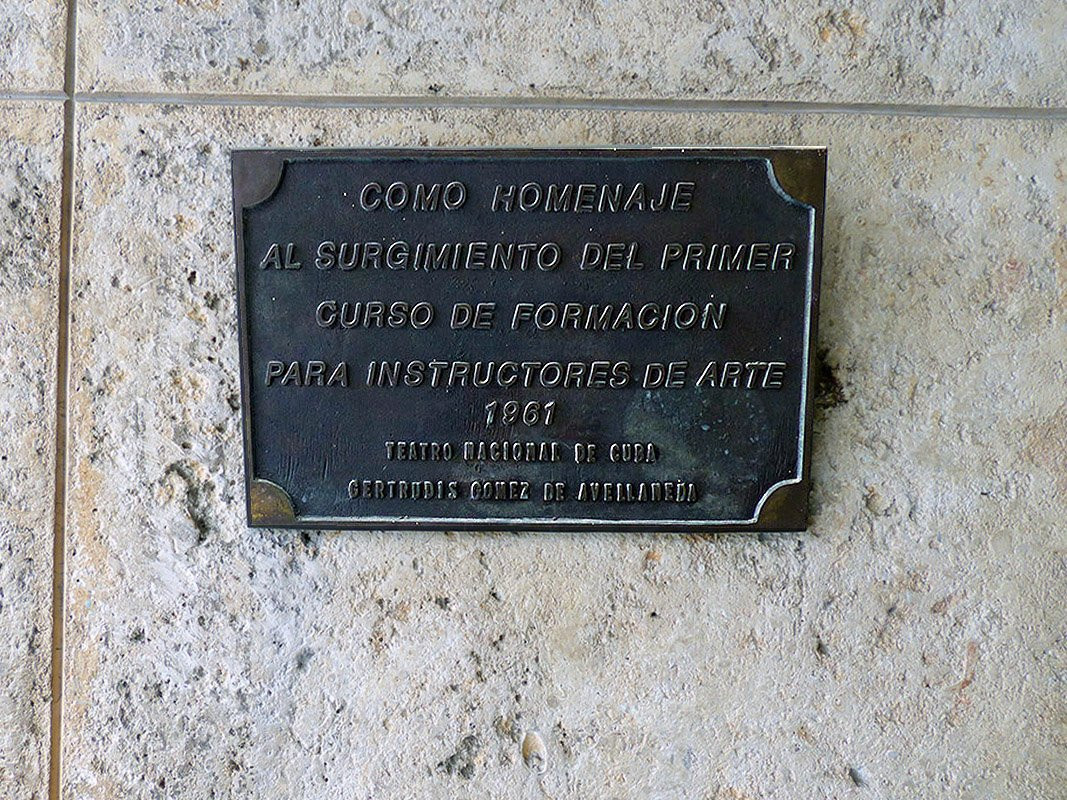 COMO HOMENAJE
AL SURGIMIENTO DEL PRIMER
CURSO DE FORMACION
PARA INSTRUCTORES DE ARTE
1961
TEATRO NACIONAL DE CUBA
GERTRUDIS GOMEZ DE AVELLANEDA